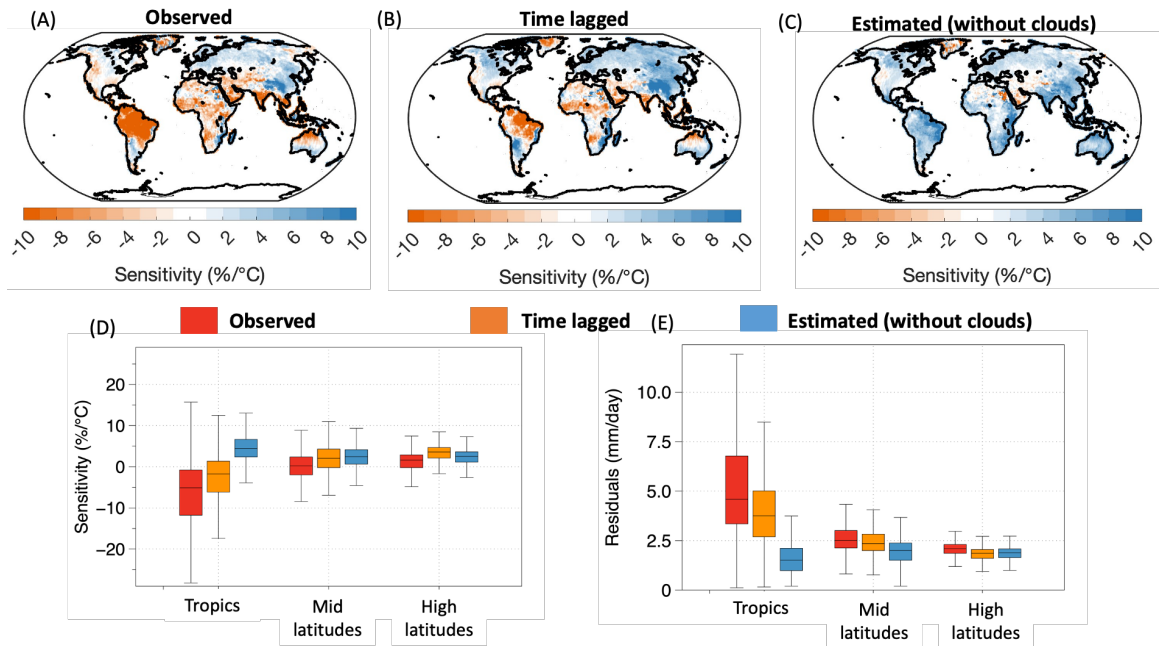 (A) Observed
(B) Time lagged
(C) Estimated (without clouds)
-10 -8 -6 -4 -2 0 2 4 6 8 10
Sensitivity (%/°C)
-10 -8 -6 -4 -2 0 2 4 6 8 10
Sensitivity (%/°C)
-10 -8 -6 -4 -2 0 2 4 6 8 10
Sensitivity (%/°C)
(D) Observed Time lagged (E) Estimated (without clouds)
Sensitivity (%/°C)
20
10
0
−10
−20
Tropics
Mid
latitudes
High
latitudes
Residuals (mm/day)
10.0
7.5
5.0
2.5
0
Tropics
Mid
latitudes
High
latitudes